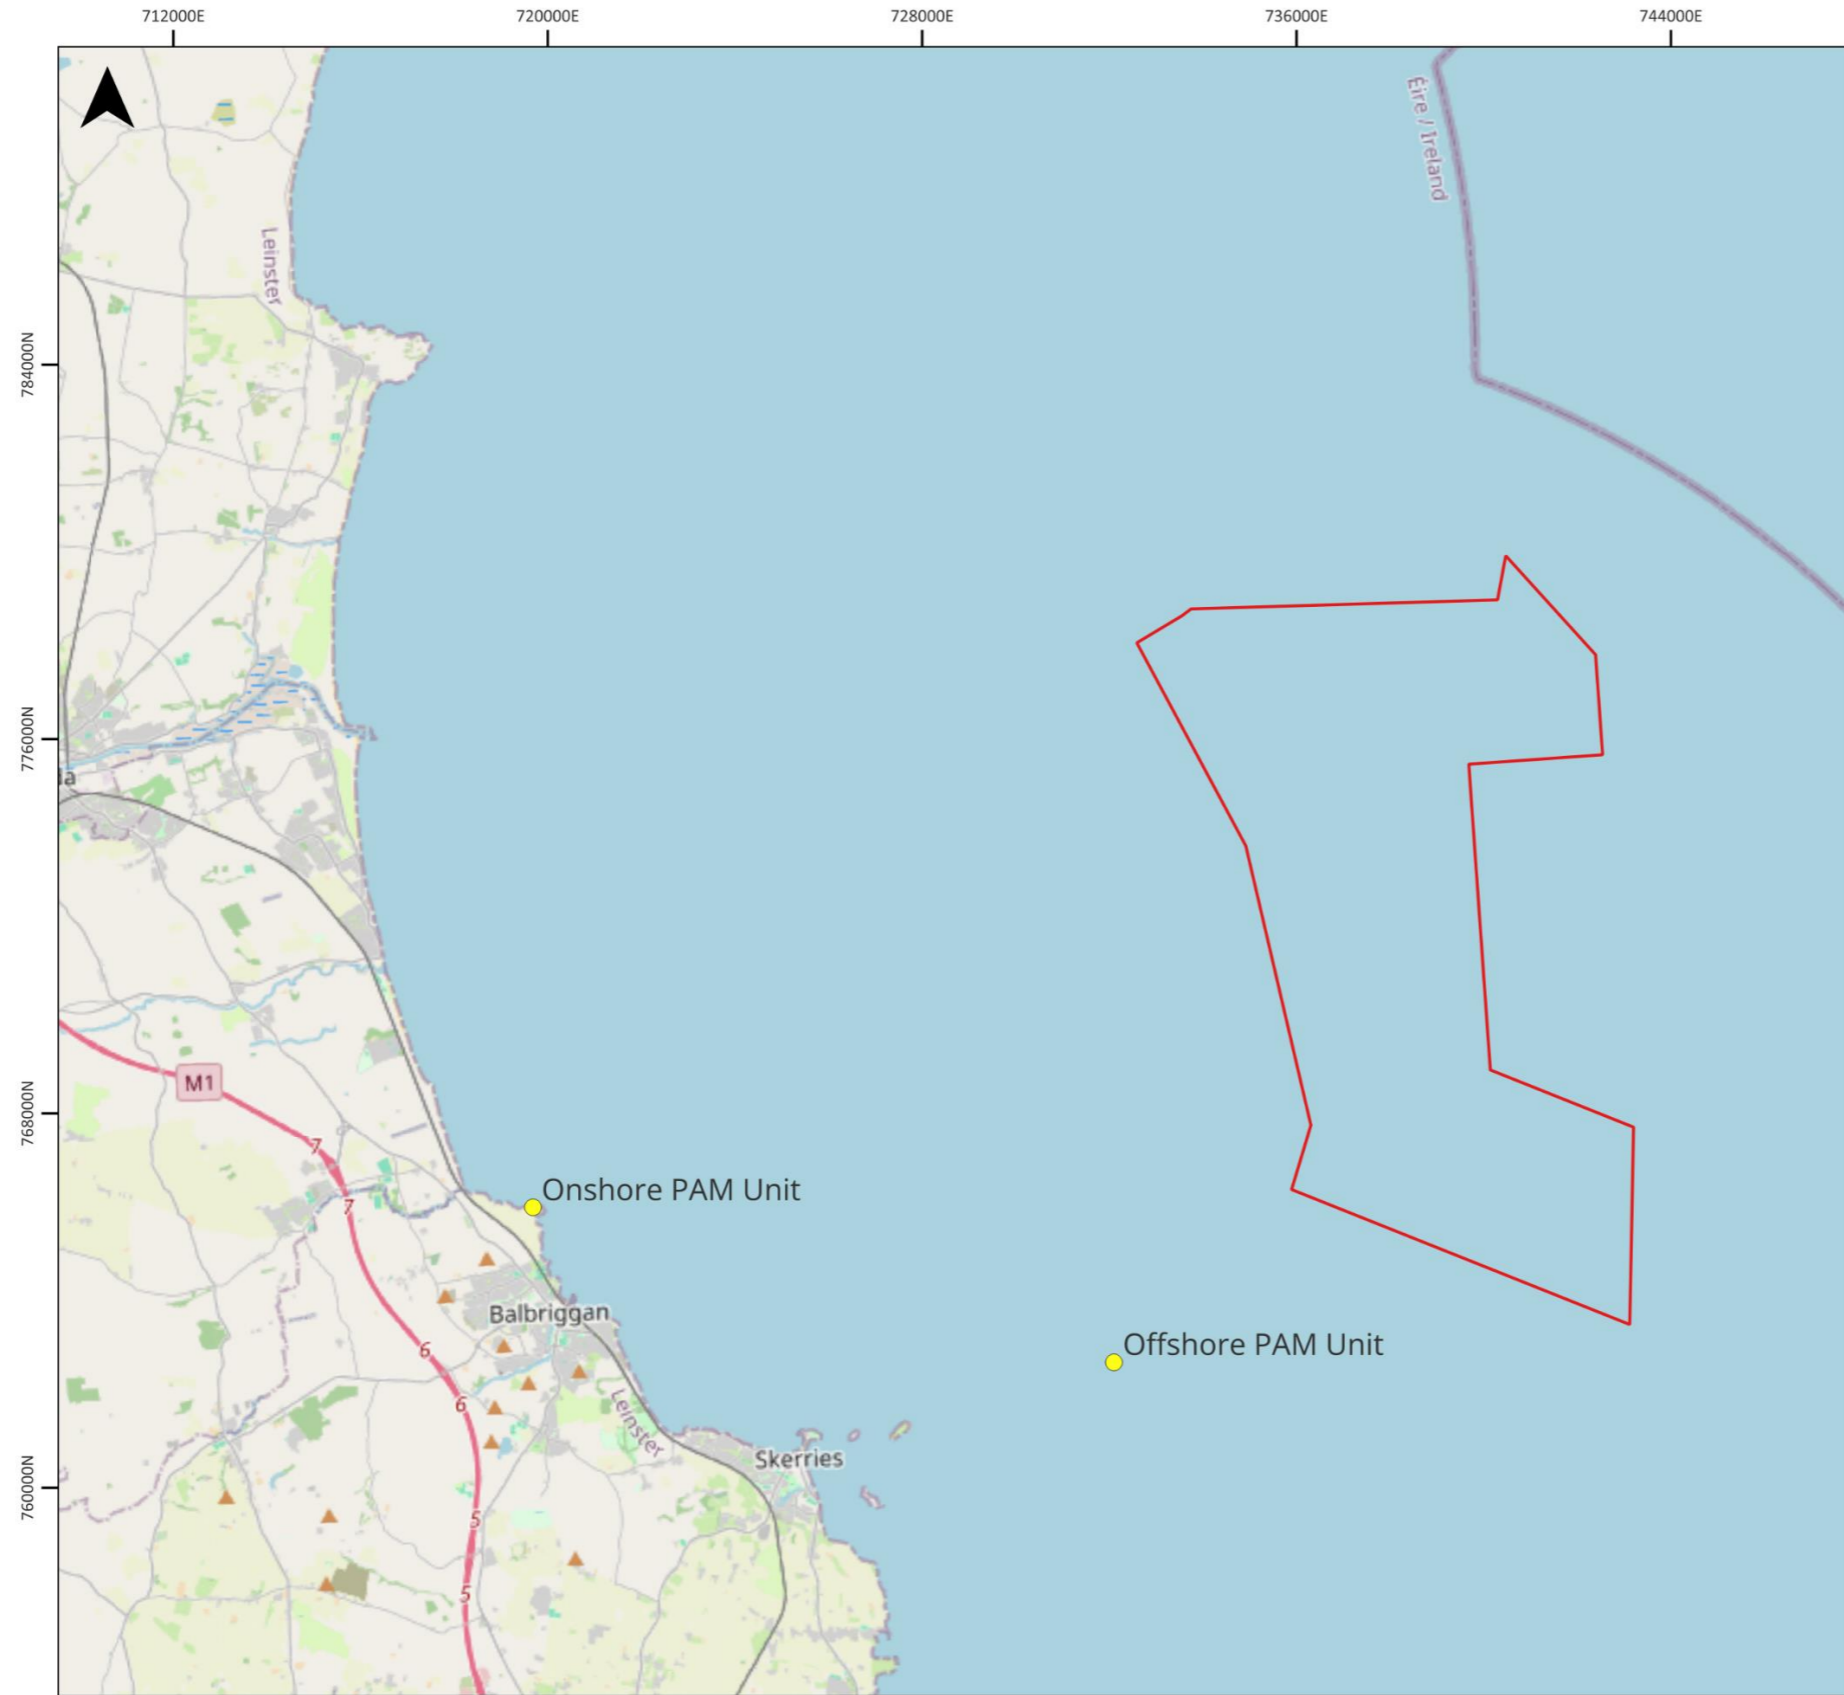 712000E
720000E
728000E
736000E
744000E
784000N
776000N
768000N
760000N
Éire / Ireland
Leinster
la
M1
7
7
Onshore PAM Unit
Balbriggan
6
6
Offshore PAM Unit
Leinster
Skerries
5
5